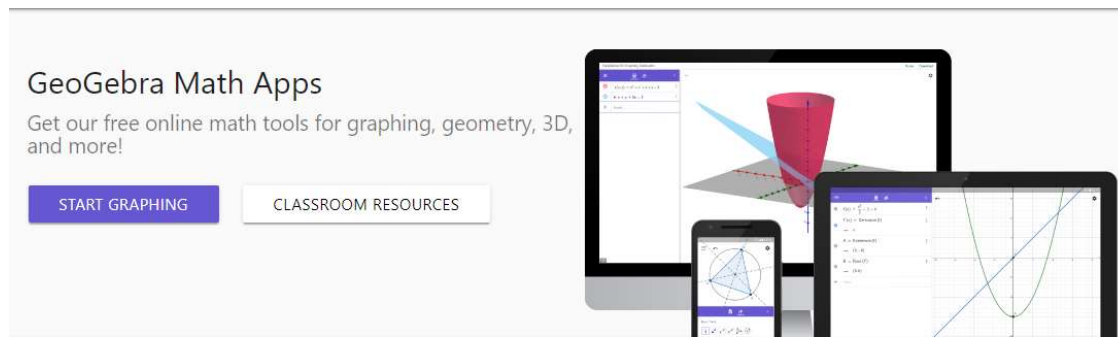 GeoGebra Math Apps
Get our free online math tools for graphing, geometry, 3D,
and more!
START GRAPHING
CLASSROOM RESOURCES